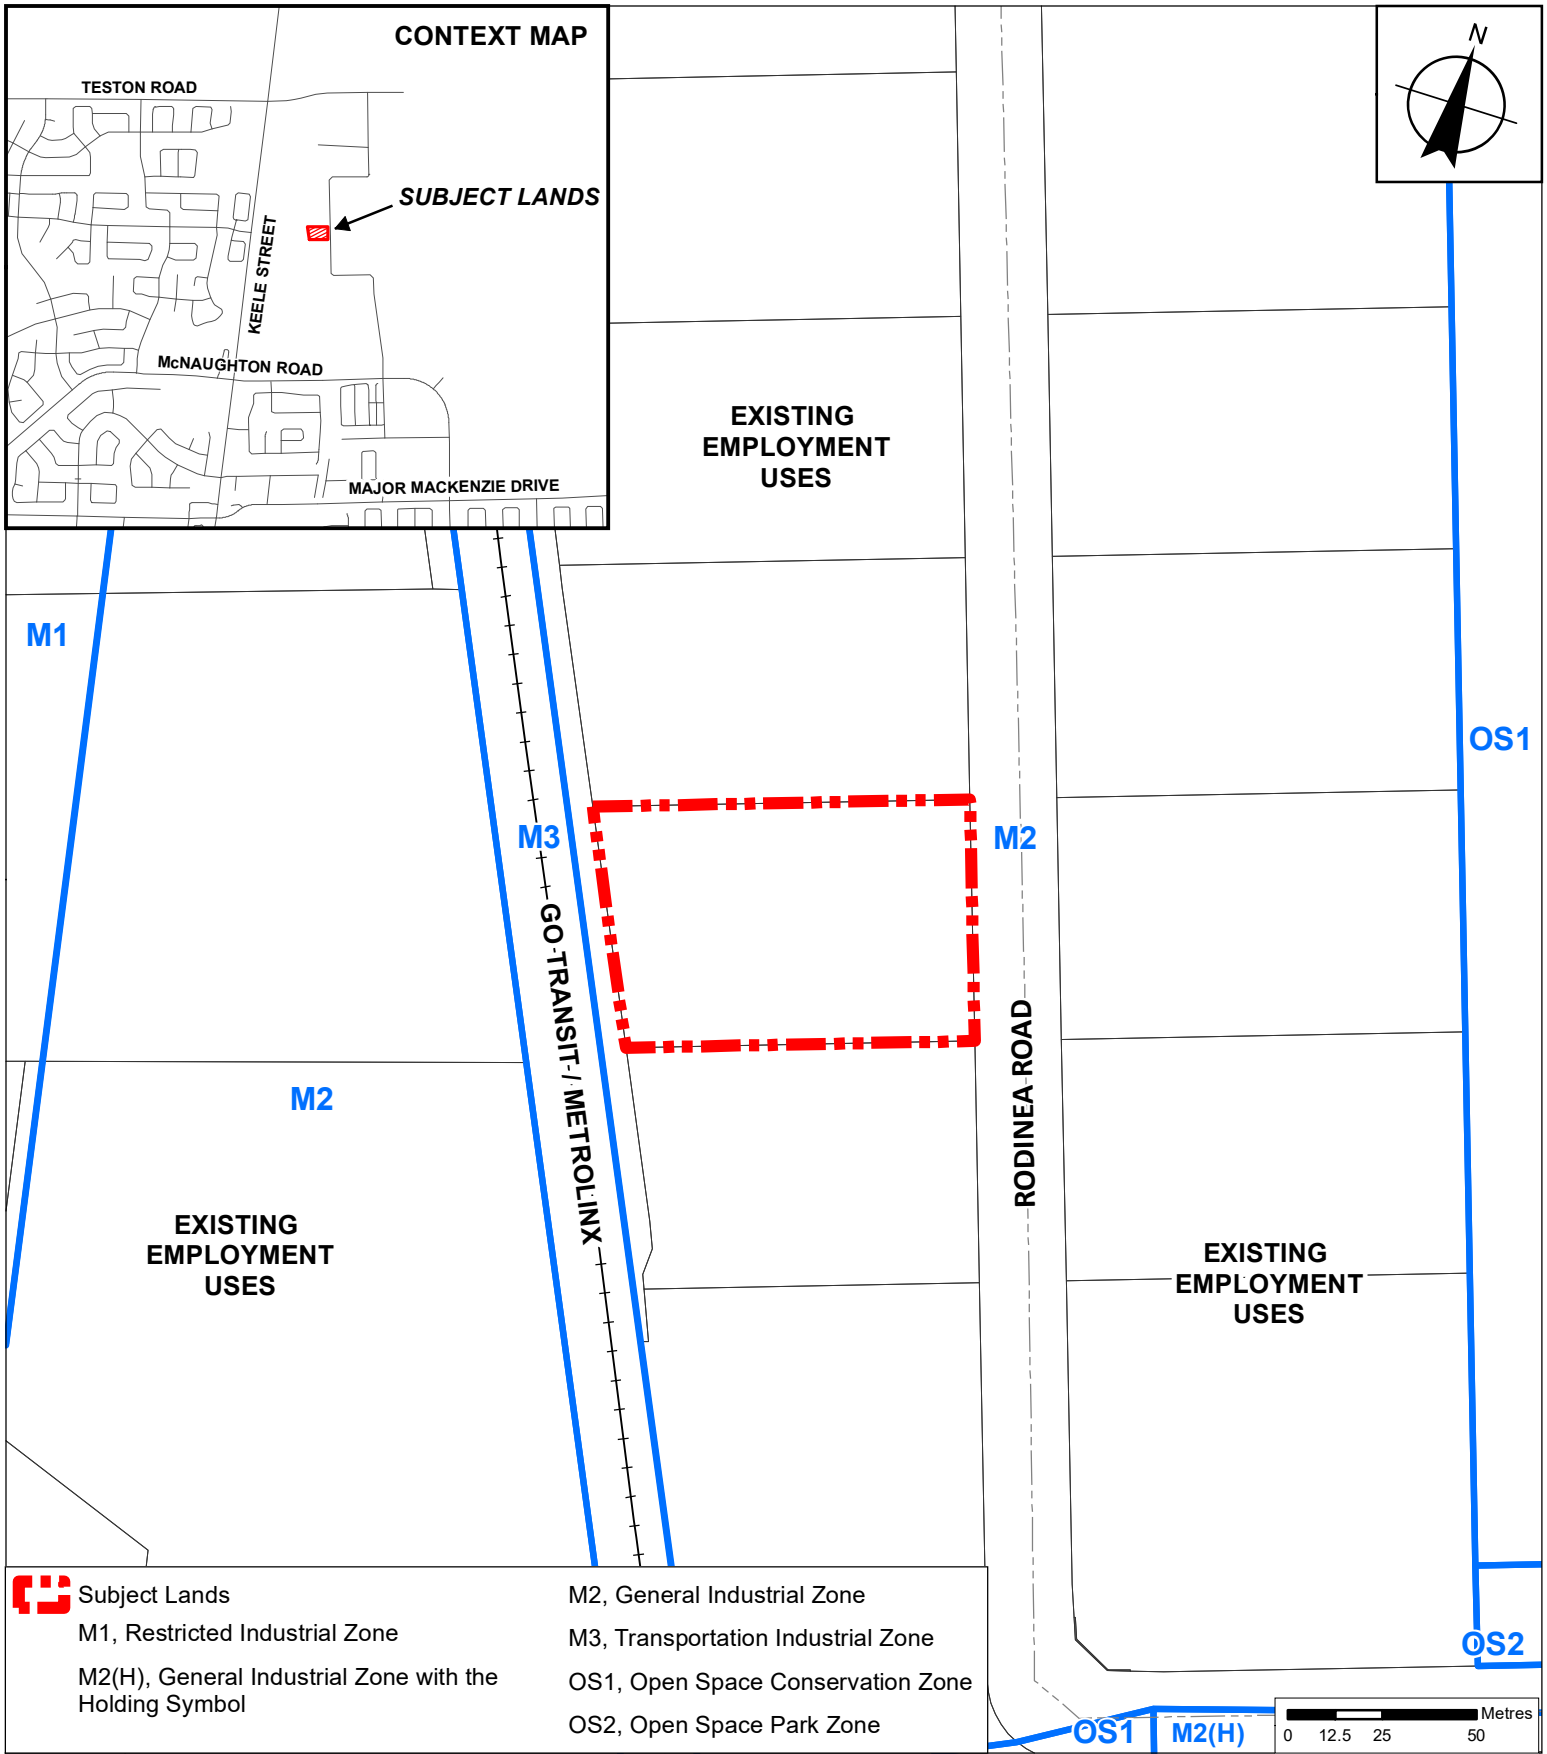 CONTEXT MAP
N
TESTON ROAD
SUBJECT LANDS
KEELE STREET
McNAUGHTON ROAD
MAJOR MACKENZIE DRIVE
EXISTING
EMPLOYMENT
USES
M1
OS1
M3
M2
GO TRANSIT / METROLINX
RODINEA ROAD
M2
EXISTING
EMPLOYMENT
USES
EXISTING
EMPLOYMENT
USES
OS2
OS1
M2(H)
Subject Lands
M1, Restricted Industrial Zone
M2(H), General Industrial Zone with the
Holding Symbol
M2, General Industrial Zone
M3, Transportation Industrial Zone
OS1, Open Space Conservation Zone
OS2, Open Space Park Zone
Metres
0 12.5 25 50